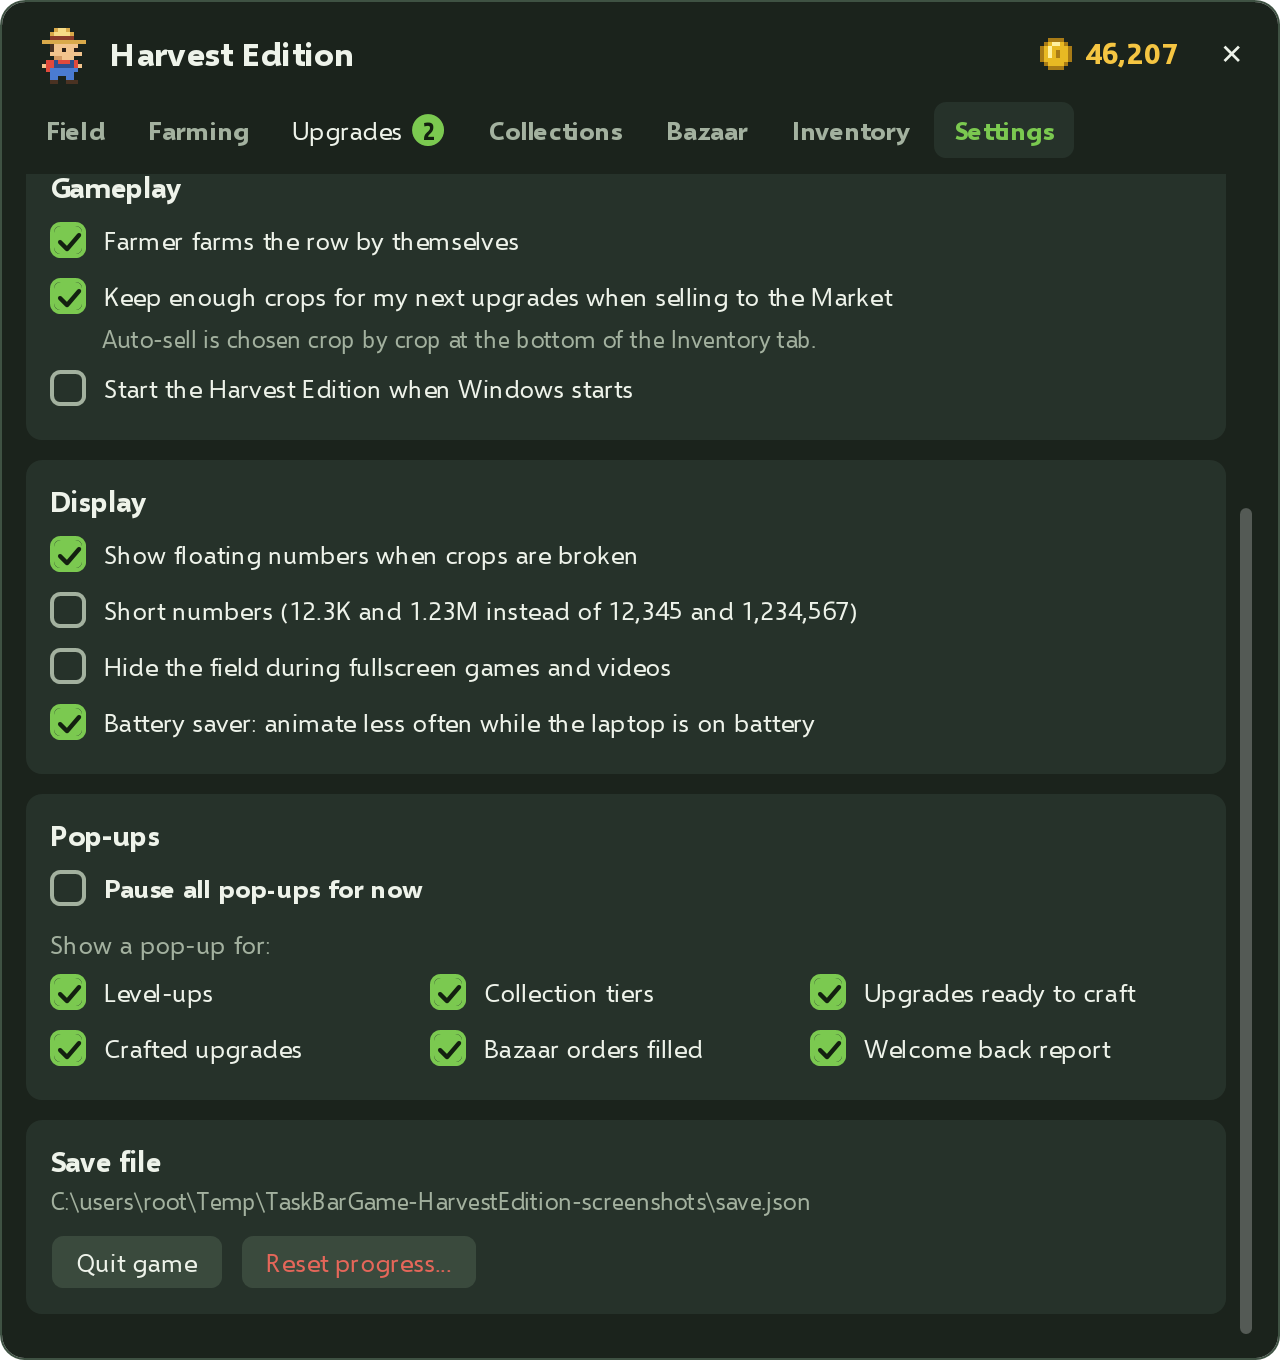 Harvest Edition
46,207
Field Farming Upgrades 2 Collections Bazaar Inventory Settings
Gameplay
Farmer farms the row by themselves
Keep enough crops for my next upgrades when selling to the Market
Auto-sell is chosen crop by crop at the bottom of the Inventory tab.
Start the Harvest Edition when Windows starts
Display
Show floating numbers when crops are broken
Short numbers (12.3K and 1.23M instead of 12,345 and 1,234,567)
Hide the field during fullscreen games and videos
Battery saver: animate less often while the laptop is on battery
Pop-ups
Pause all pop-ups for now
Show a pop-up for:
Level-ups Collection tiers Upgrades ready to craft
Crafted upgrades Bazaar orders filled Welcome back report
Save file
C:\users\root\Temp\TaskBarGame-HarvestEdition-screenshots\save.json
Quit game Reset progress...